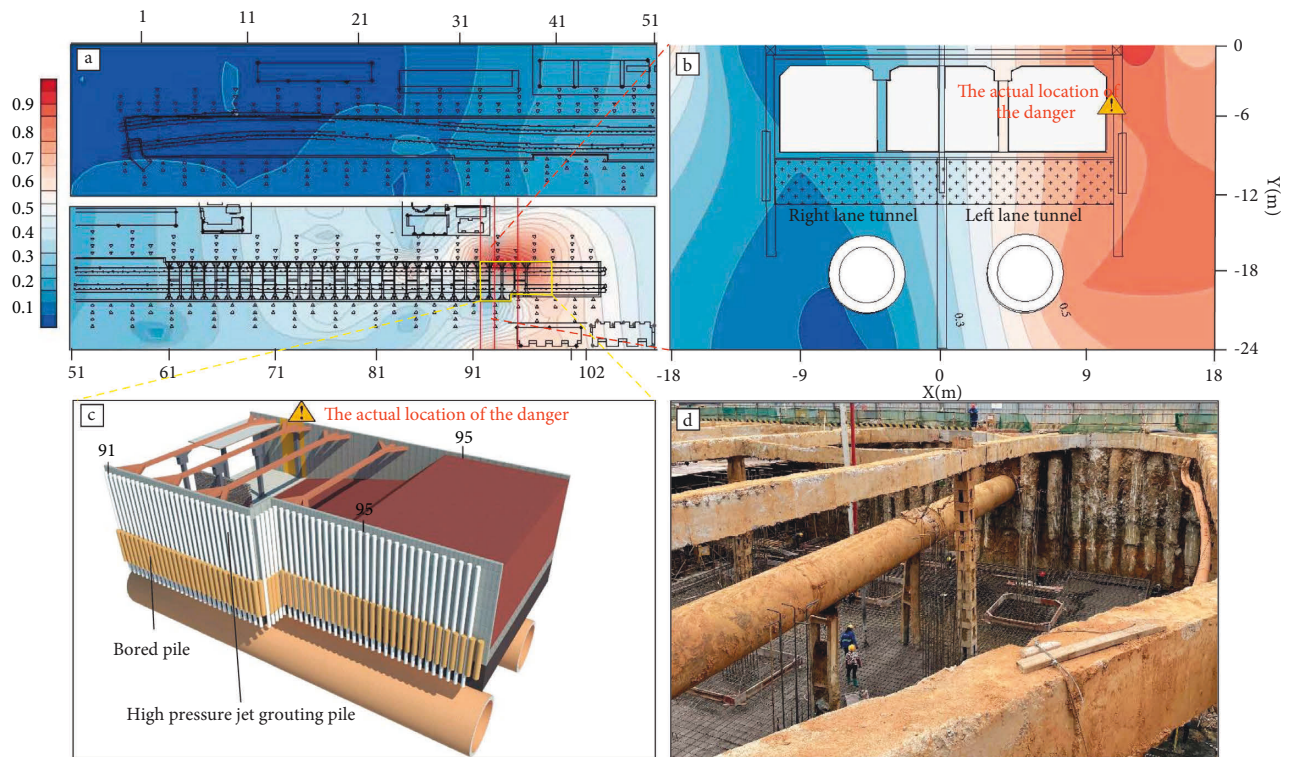 1 11 21 31 41 51
a
0.9
0.8
0.7
0.6
0.5
0.4
0.3
0.2
0.1
51 61 71 81 91 102
b
The actual location of
the danger
Right lane tunnel
Left lane tunnel
0.3
0.5
0
-6
-12
-18
-24
Y(m)
-18 -9 0 9 18
X(m)
c
The actual location of the danger
91
95
95
Bored pile
High pressure jet grouting pile
d